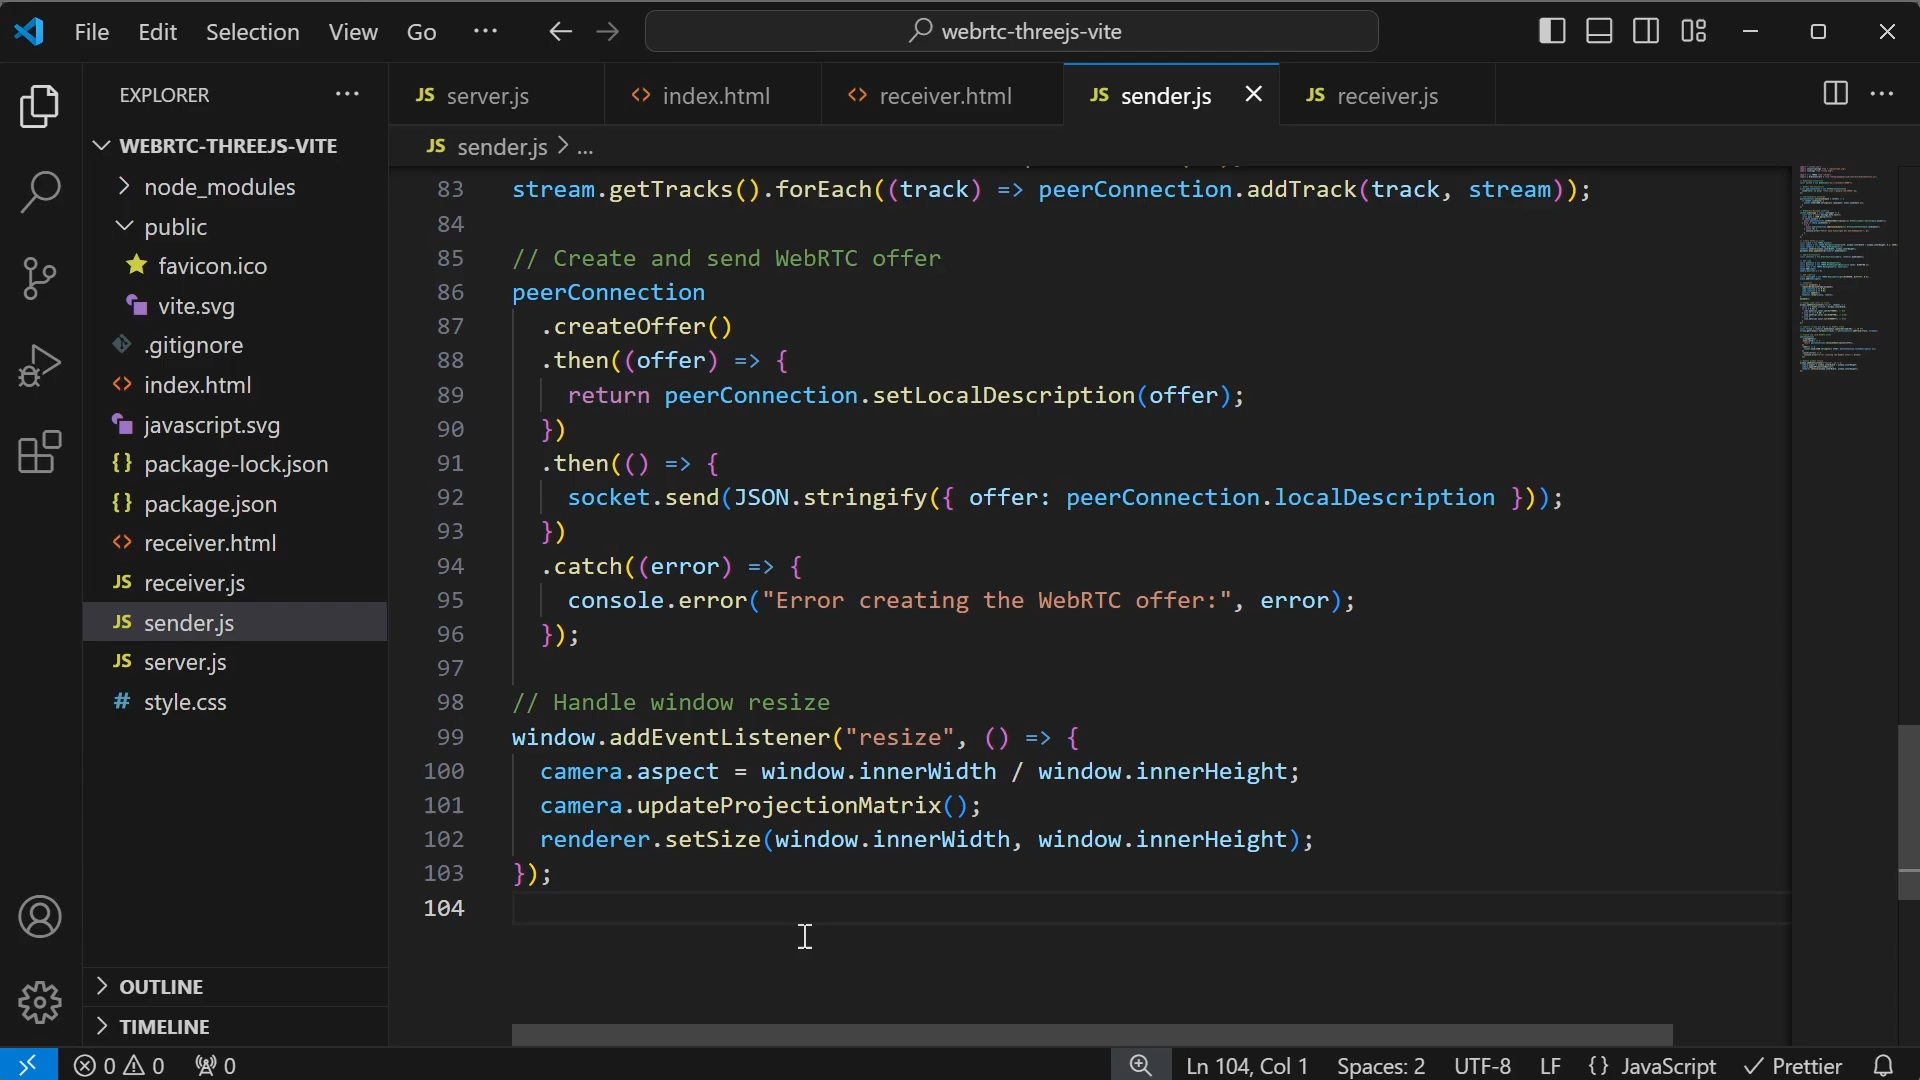 File Edit Selection View Go ··· webrtc-threejs-vite
EXPLORER
WEBRTC-THREEJS-VITE
node_modules
public
favicon.ico
vite.svg
.gitignore
index.html
javascript.svg
package-lock.json
package.json
receiver.html
receiver.js
sender.js
server.js
style.css
OUTLINE
TIMELINE
JS server.js <> index.html <> receiver.html JS sender.js JS receiver.js
JS sender.js > ...
83 stream.getTracks().forEach((track) => peerConnection.addTrack(track, stream));
84
85 // Create and send WebRTC offer
86 peerConnection
87 .createOffer()
88 .then((offer) => {
89 return peerConnection.setLocalDescription(offer);
90 })
91 .then(() => {
92 socket.send(JSON.stringify({ offer: peerConnection.localDescription }));
93 })
94 .catch((error) => {
95 console.error("Error creating the WebRTC offer:", error);
96 });
97
98 // Handle window resize
99 window.addEventListener("resize", () => {
100 camera.aspect = window.innerWidth / window.innerHeight;
101 camera.updateProjectionMatrix();
102 renderer.setSize(window.innerWidth, window.innerHeight);
103 });
104
0 0 0 Ln 104, Col 1 Spaces: 2 UTF-8 LF {} JavaScript Prettier